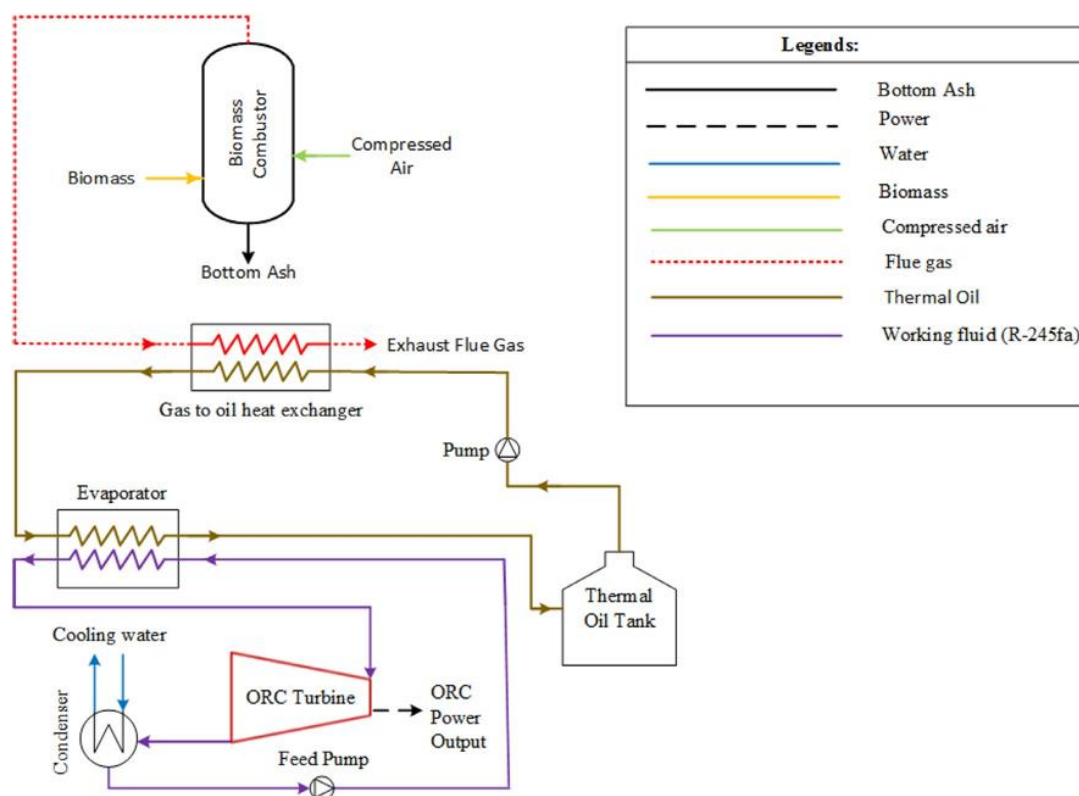 Biomass
Combustor
Compressed
Air
Biomass
Bottom Ash
Exhaust Flue Gas
Gas to oil heat exchanger
Pump
Evaporator
Thermal
Oil Tank
Cooling water
Condenser
ORC Turbine
ORC
Power
Output
Feed Pump
Legends:
Bottom Ash
Power
Water
Biomass
Compressed air
Flue gas
Thermal Oil
Working fluid (R-245fa)